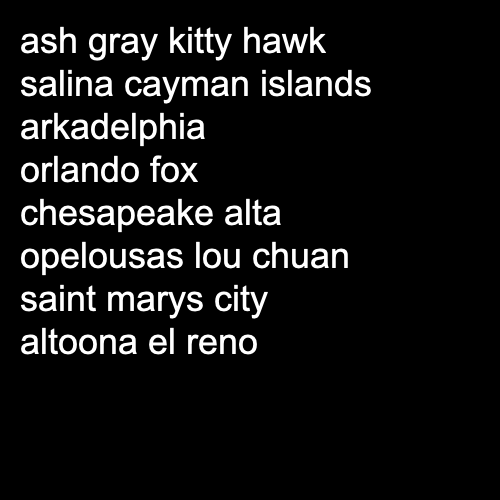 ash gray kitty hawk
salina cayman islands
arkadelphia
orlando fox
chesapeake alta
opelousas lou chuan
saint marys city
altoona el reno